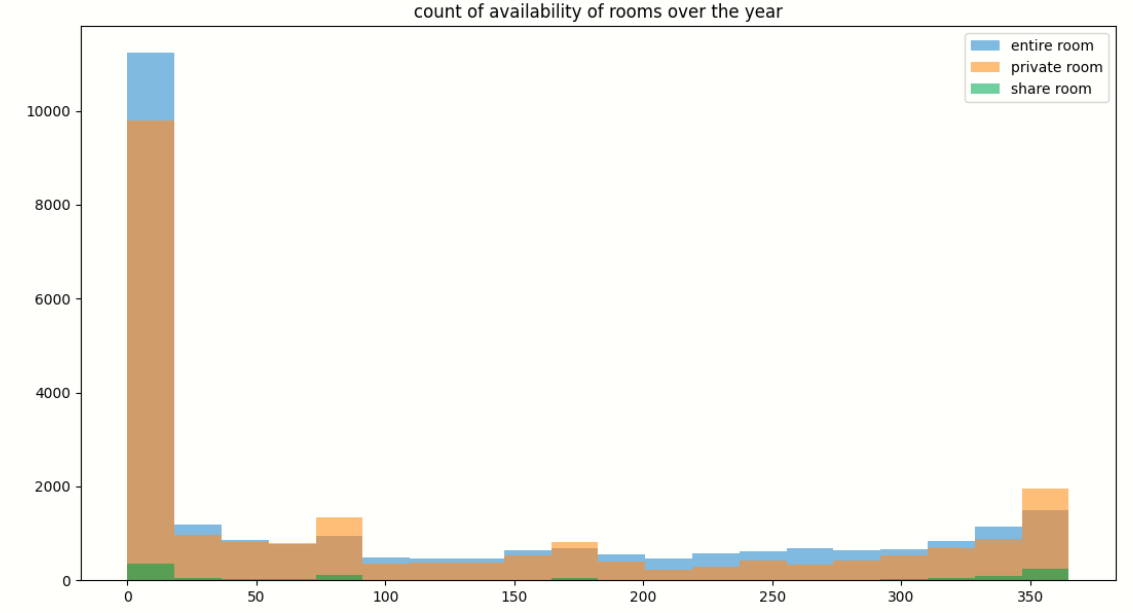 count of availability of rooms over the year
entire room
private room
share room
10000
8000
6000
4000
2000
0
0 50 100 150 200 250 300 350